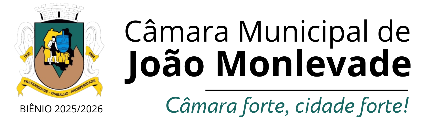 Câmara Municipal de
João Monlevade
Câmara forte, cidade forte!
BIÊNIO 2025/2026